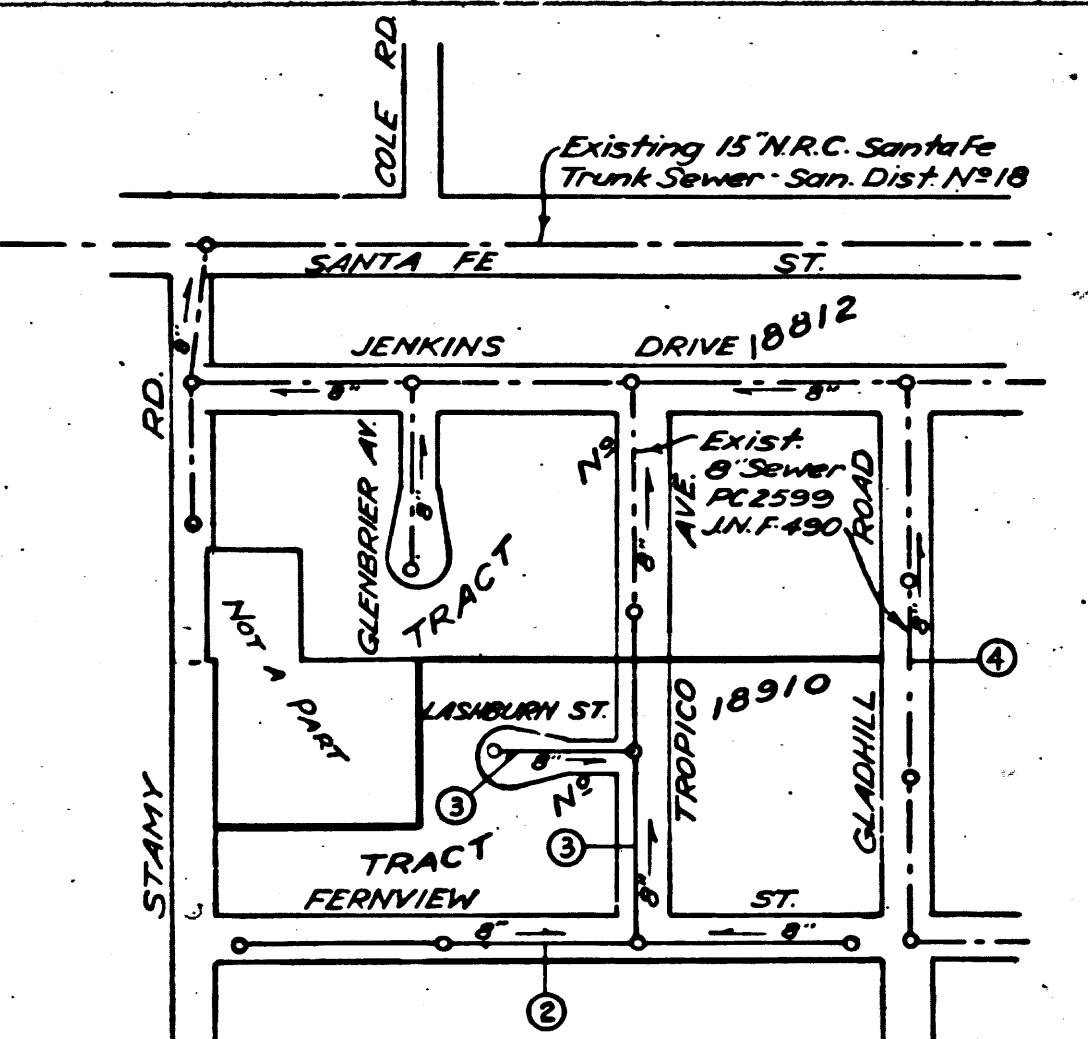 COLE RD.
Existing 15" N.R.C. Santa Fe
Trunk Sewer - San. Dist. Nº 18
SANTA FE ST.
8"
JENKINS DRIVE 18812
8"
8"
RD.
GLENBRIER AV.
8"
Nº
Exist.
8" Sewer
PC 2599
J.N.F. 490
AVE.
ROAD
8"
8"
TRACT
NOT A PART
4
18910
LASHBURN ST.
8"
3
Nº
TROPICO
GLADHILL
3
TRACT
STAMY
FERNVIEW ST.
8"
8"
8"
2